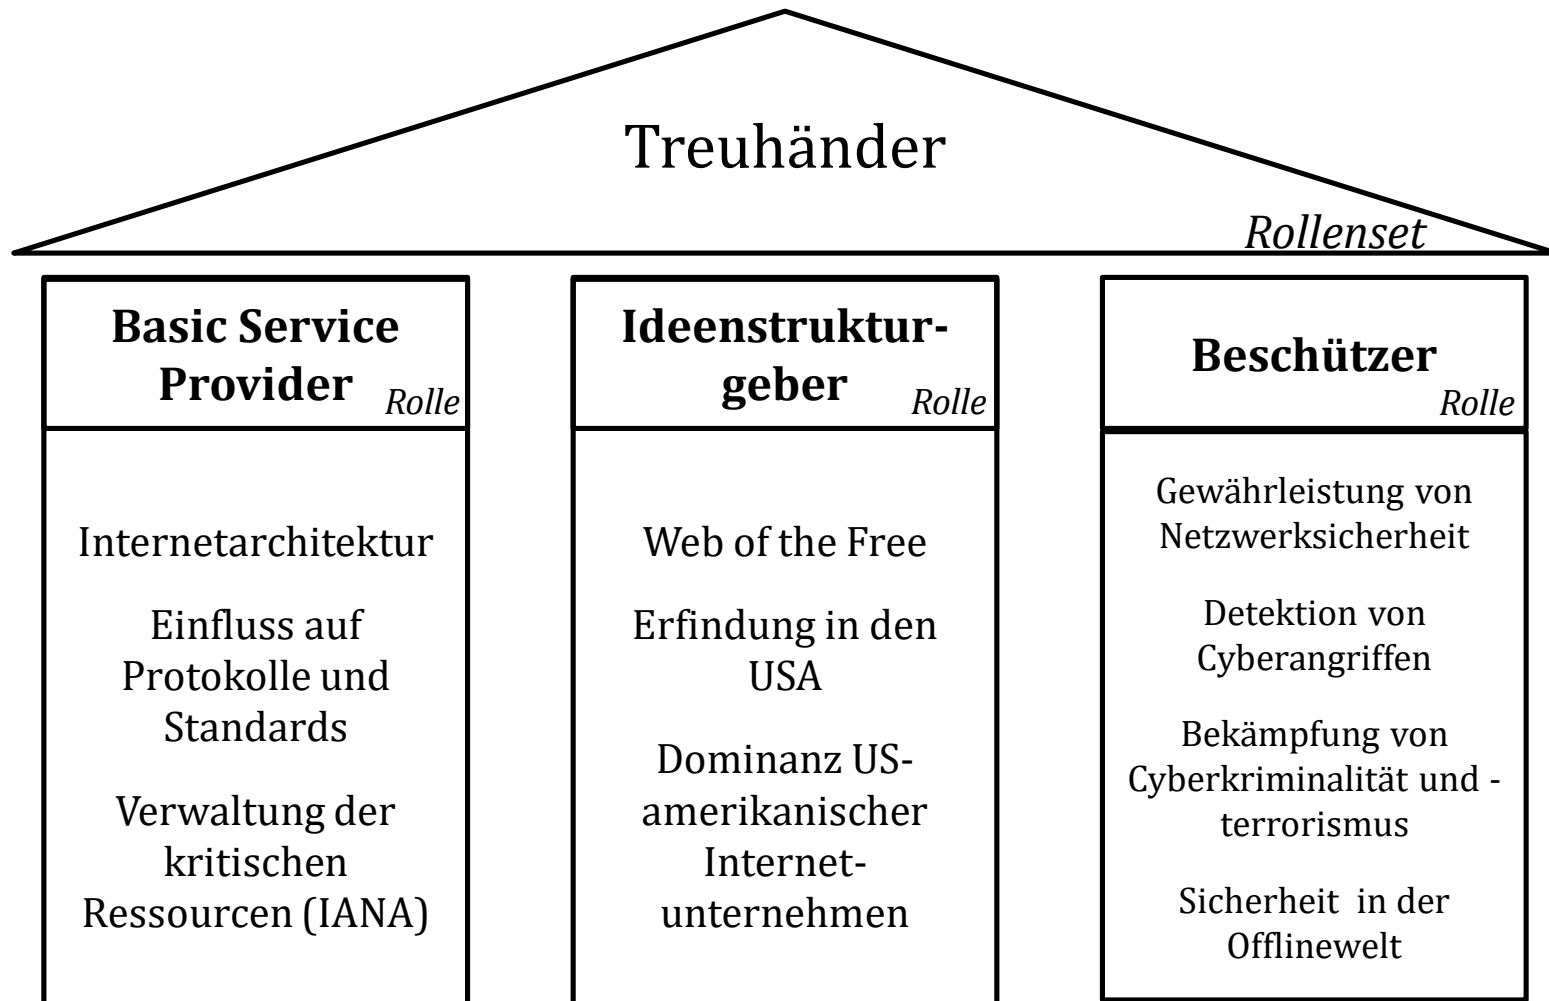 Treuhänder
Rollenset
Basic Service
Provider
Rolle
Internetarchitektur
Einfluss auf
Protokolle und
Standards
Verwaltung der
kritischen
Ressourcen (IANA)
Ideenstruktur-
geber
Rolle
Web of the Free
Erfindung in den
USA
Dominanz US-
amerikanischer
Internet-
unternehmen
Beschützer
Rolle
Gewährleistung von
Netzwerksicherheit
Detektion von
Cyberangriffen
Bekämpfung von
Cyberkriminalität und -
terrorismus
Sicherheit  in der
Offlinewelt